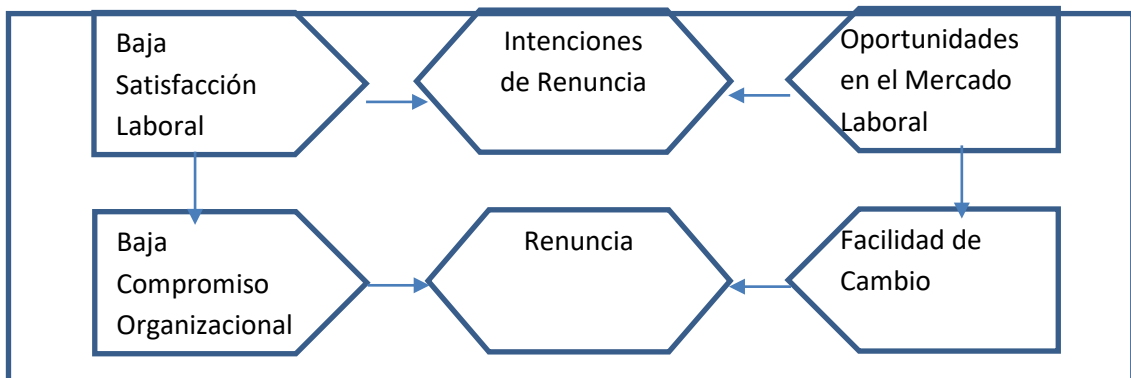 Baja
Satisfacción
Laboral
Intenciones
de Renuncia
Oportunidades
en el Mercado
Laboral
Baja
Compromiso
Organizacional
Renuncia
Facilidad de
Cambio